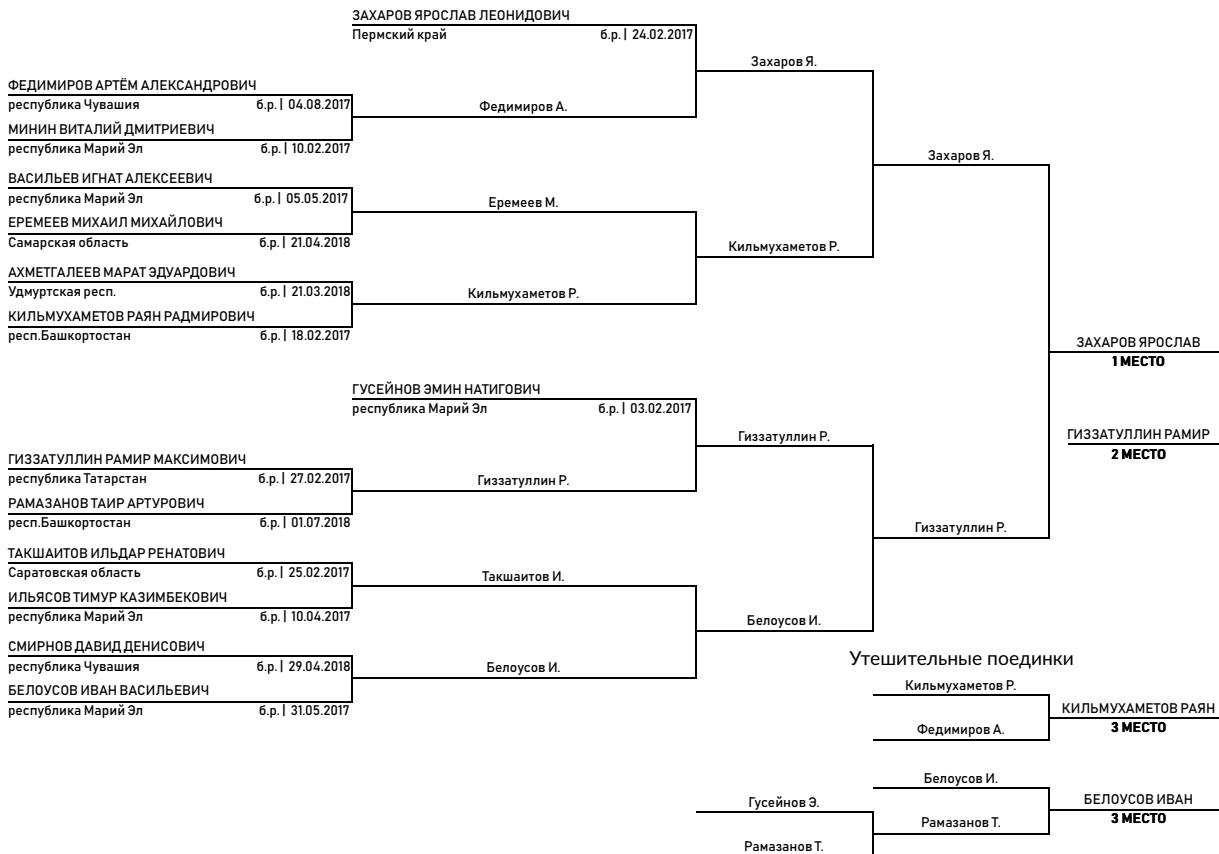 ЗАХАРОВ ЯРОСЛАВ ЛЕОНИДОВИЧ
Пермский край б.р. | 24.02.2017
Захаров Я.
ФЕДИМИРОВ АРТЁМ АЛЕКСАНДРОВИЧ
республика Чувашия б.р. | 04.08.2017
Федимиров А.
МИНИН ВИТАЛИЙ ДМИТРИЕВИЧ
республика Марий Эл б.р. | 10.02.2017
Захаров Я.
ВАСИЛЬЕВ ИГНАТ АЛЕКСЕЕВИЧ
республика Марий Эл б.р. | 05.05.2017
Еремеев М.
ЕРЕМЕЕВ МИХАИЛ МИХАЙЛОВИЧ
Самарская область б.р. | 21.04.2018
Кильмухаметов Р.
АХМЕТГАЛЕЕВ МАРАТ ЭДУАРДОВИЧ
Удмуртская респ. б.р. | 21.03.2018
Кильмухаметов Р.
КИЛЬМУХАМЕТОВ РАЯН РАДМИРОВИЧ
респ.Башкортостан б.р. | 18.02.2017
ЗАХАРОВ ЯРОСЛАВ
1 МЕСТО
ГУСЕЙНОВ ЭМИН НАТИГОВИЧ
республика Марий Эл б.р. | 03.02.2017
Гиззатуллин Р.
ГИЗЗАТУЛЛИН РАМИР
2 МЕСТО
ГИЗЗАТУЛЛИН РАМИР МАКСИМОВИЧ
республика Татарстан б.р. | 27.02.2017
Гиззатуллин Р.
РАМАЗАНОВ ТАИР АРТУРОВИЧ
респ.Башкортостан б.р. | 01.07.2018
Гиззатуллин Р.
ТАКШАИТОВ ИЛЬДАР РЕНАТОВИЧ
Саратовская область б.р. | 25.02.2017
Такшаитов И.
ИЛЬЯСОВ ТИМУР КАЗИМБЕКОВИЧ
республика Марий Эл б.р. | 10.04.2017
Белоусов И.
СМИРНОВ ДАВИД ДЕНИСОВИЧ
республика Чувашия б.р. | 29.04.2018
Белоусов И.
БЕЛОУСОВ ИВАН ВАСИЛЬЕВИЧ
республика Марий Эл б.р. | 31.05.2017
Утешительные поединки
Кильмухаметов Р.
КИЛЬМУХАМЕТОВ РАЯН
3 МЕСТО
Федимиров А.
Белоусов И.
БЕЛОУСОВ ИВАН
3 МЕСТО
Гусейнов Э.
Рамазанов Т.
Рамазанов Т.